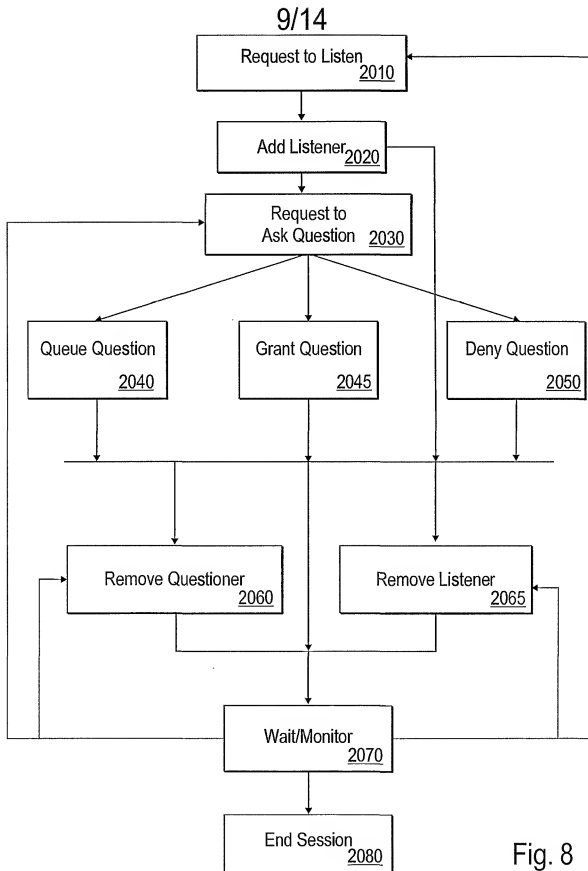 9/14
Request to Listen
2010
Add Listener
2020
Request to
Ask Question
2030
Queue Question
2040
Grant Question
2045
Deny Question
2050
Remove Questioner
2060
Remove Listener
2065
Wait/Monitor
2070
End Session
2080
Fig. 8